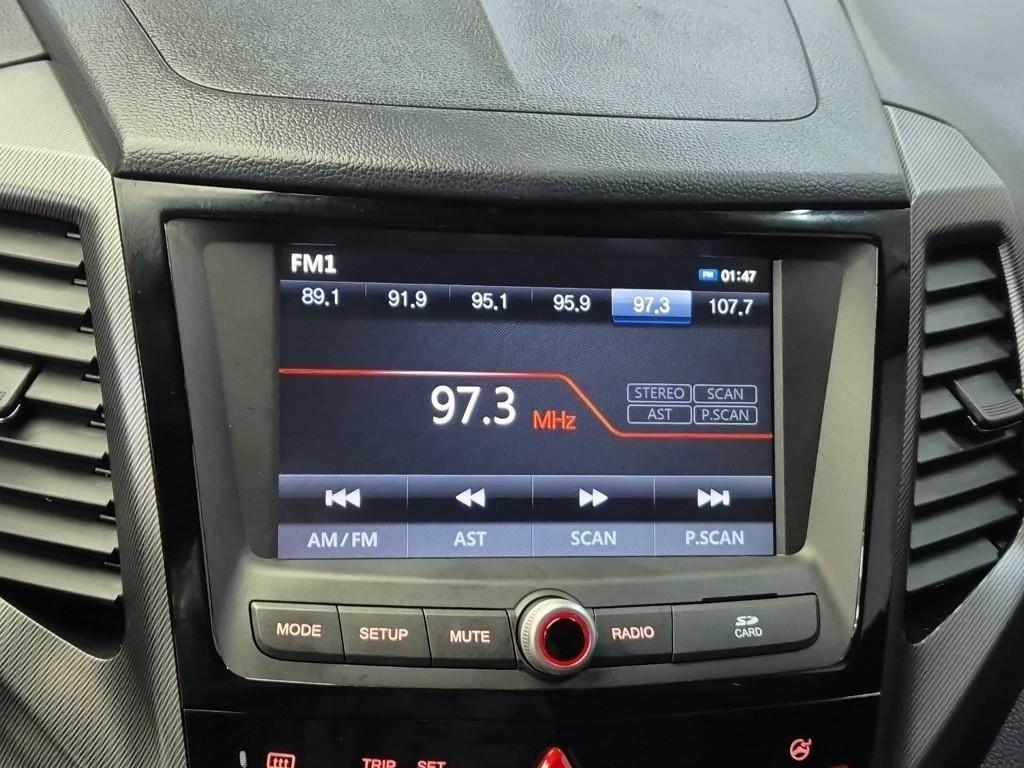 FM1
PM 01:47
89.1 91.9 95.1 95.9 97.3 107.7
97.3 MHz
STEREO SCAN
AST P.SCAN
AM/FM AST SCAN P.SCAN
MODE SETUP MUTE RADIO SD CARD
TRIP SET